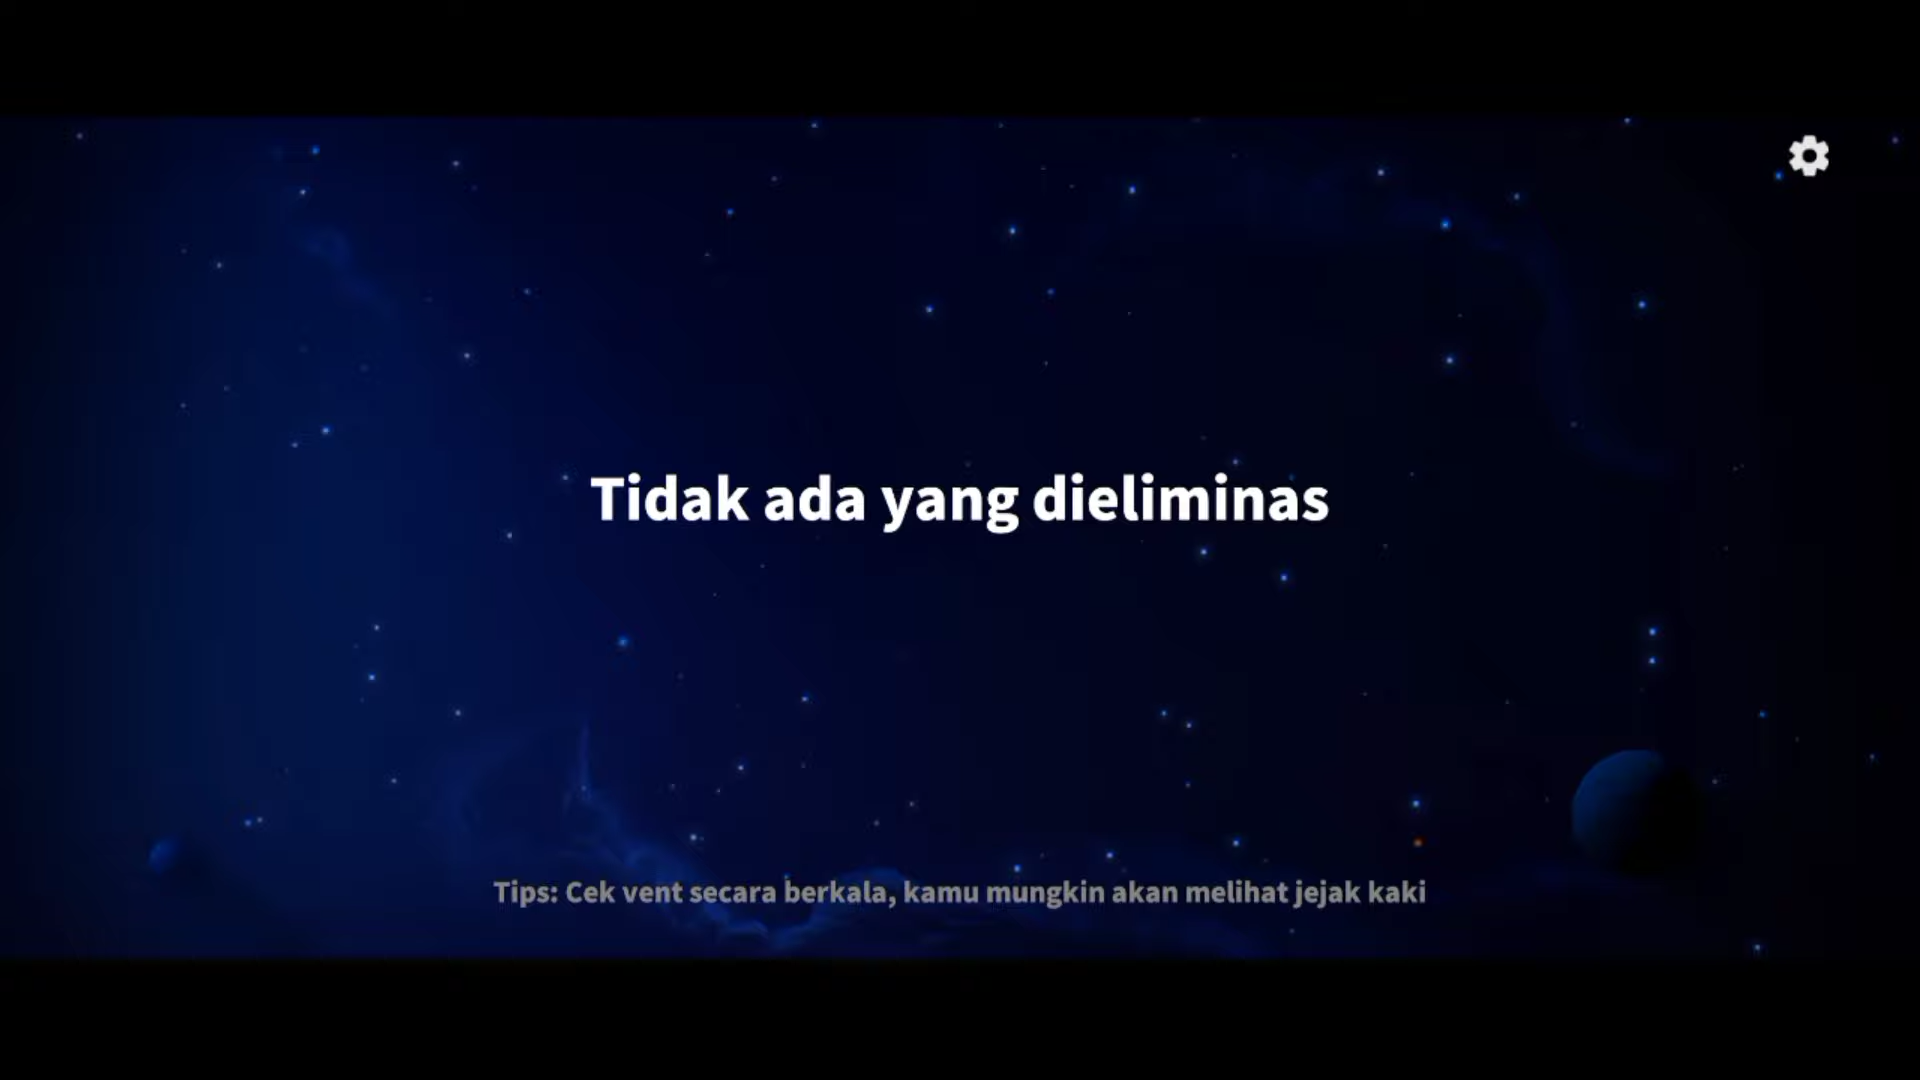 Tidak ada yang dieliminas
Tips: Cek vent secara berkala, kamu mungkin akan melihat jejak kaki